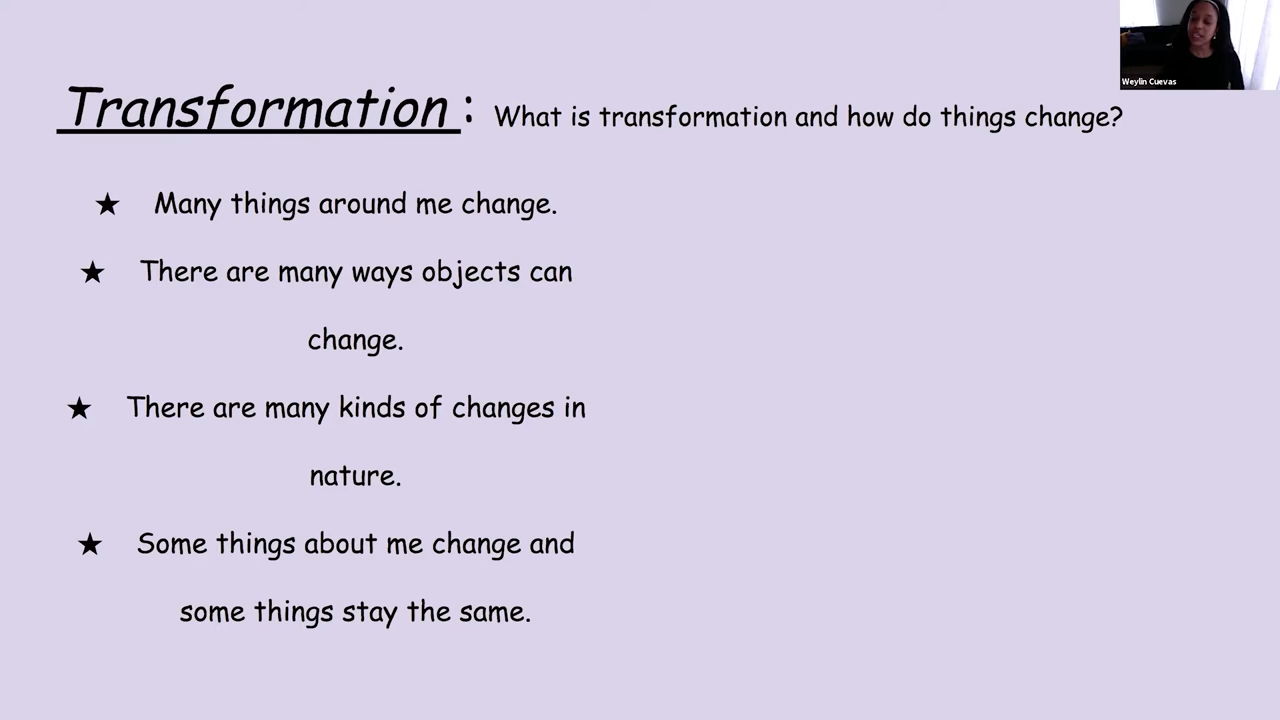 Weylin Cuevas
Transformation: What is transformation and how do things change?
★ Many things around me change.
★ There are many ways objects can
change.
★ There are many kinds of changes in
nature.
★ Some things about me change and
some things stay the same.